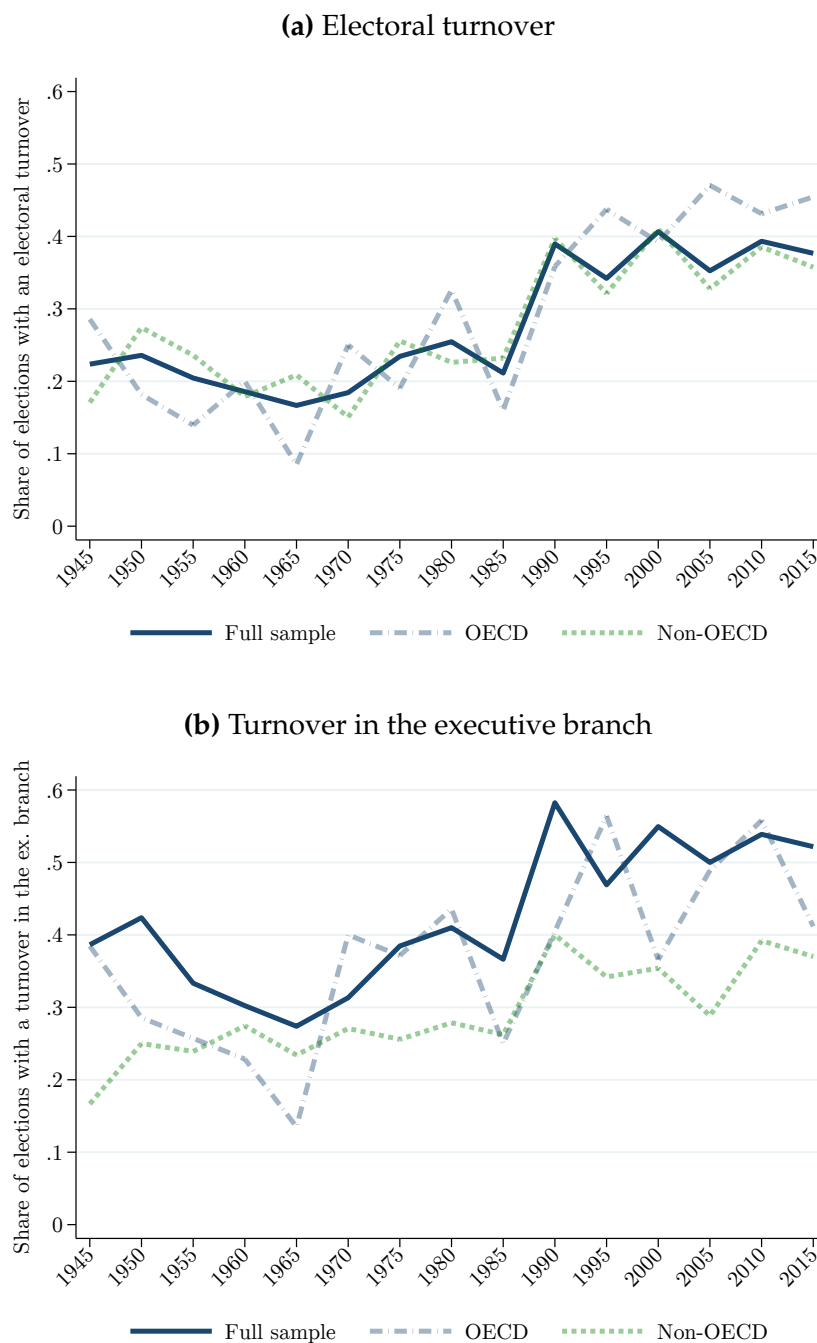 (a) Electoral turnover
Share of elections with an electoral turnover
.6
.5
.4
.3
.2
.1
0
1945 1950 1955 1960 1965 1970 1975 1980 1985 1990 1995 2000 2005 2010 2015
Full sample OECD Non-OECD
(b) Turnover in the executive branch
Share of elections with a turnover in the ex. branch
.6
.5
.4
.3
.2
.1
0
1945 1950 1955 1960 1965 1970 1975 1980 1985 1990 1995 2000 2005 2010 2015
Full sample OECD Non-OECD